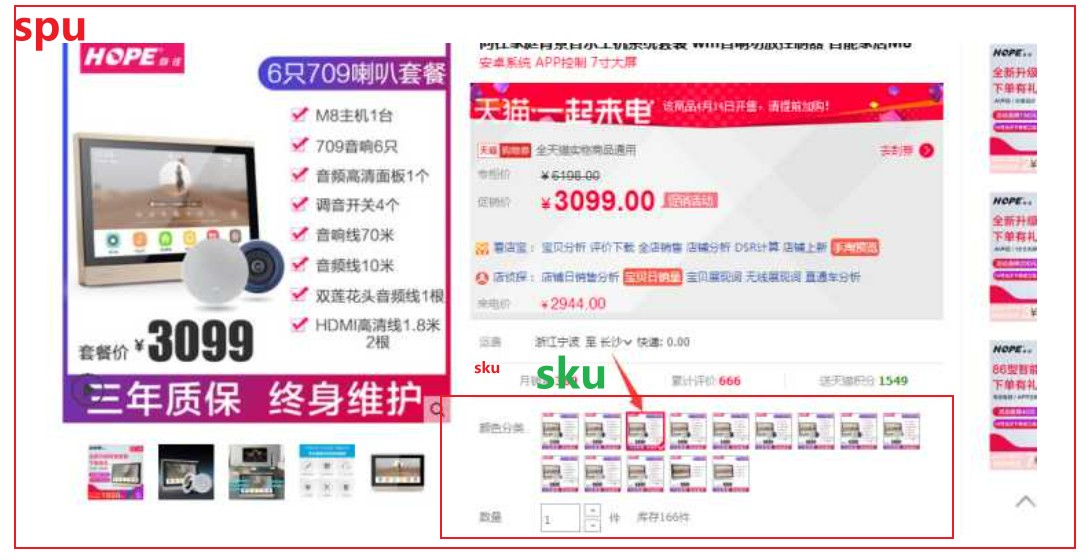 spu
HOPE
6只709喇叭套餐
M8主机1台
709音响6只
音频高清面板1个
调音开关4个
音响线70米
音频线10米
双莲花头音频线1根
HDMI高清线1.8米
2根
套餐价 ¥3099
三年质保 终身维护
安卓系统 APP控制 7寸大屏
天猫一起来电 该商品4月14日开售，请提前加购!
天猫 购物券 全天猫实物商品通用
专柜价 ¥6198.00
促销价 ¥3099.00 促销活动
看店宝： 宝贝分析 评价下载 全店销售 店铺分析 DSR计算 店铺上新 手淘预览
店侦探： 店铺日销售分析 宝贝日销量 宝贝展现词 无线展现词 直通车分析
来电价 ¥2944.00
运费 浙江宁波 至 长沙 快递: 0.00
sku
sku
累计评价 666
送天猫积分 1549
颜色分类
数量 1 件 库存166件
HOPE
全新升级
下单有礼
HOPE
全新升级
下单有礼
HOPE
86型智能
下单有礼